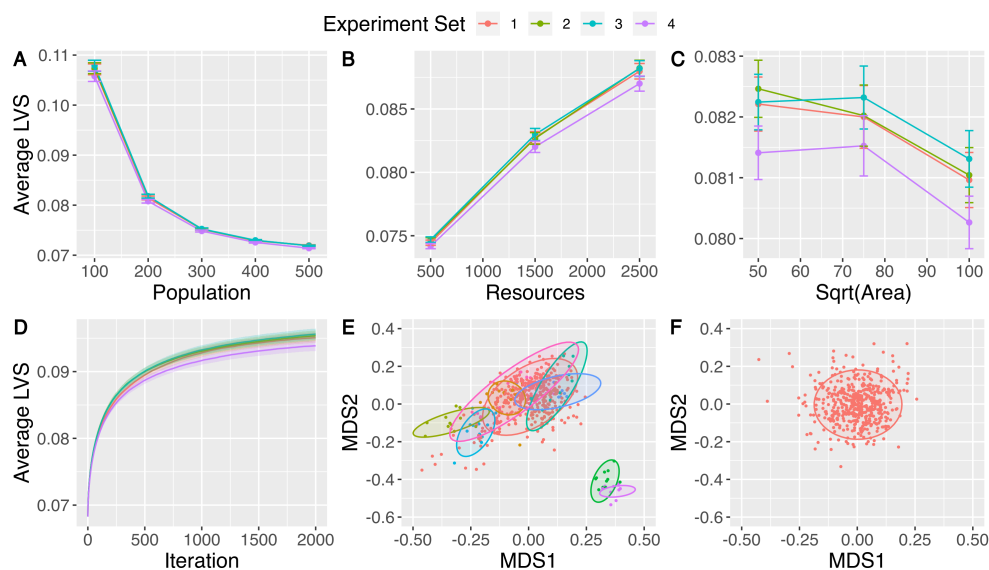 Experiment Set 1 2 3 4
A
Average LVS
0.11
0.10
0.09
0.08
0.07
100 200 300 400 500
Population
B
0.085
0.080
0.075
500 1000 1500 2000 2500
Resources
C
0.083
0.082
0.081
0.080
50 60 70 80 90 100
Sqrt(Area)
D
Average LVS
0.09
0.08
0.07
0 500 1000 1500 2000
Iteration
E
MDS2
0.4
0.2
0.0
-0.2
-0.4
-0.6
-0.50 -0.25 0.00 0.25 0.50
MDS1
F
MDS2
0.4
0.2
0.0
-0.2
-0.4
-0.6
-0.50 -0.25 0.00 0.25 0.50
MDS1